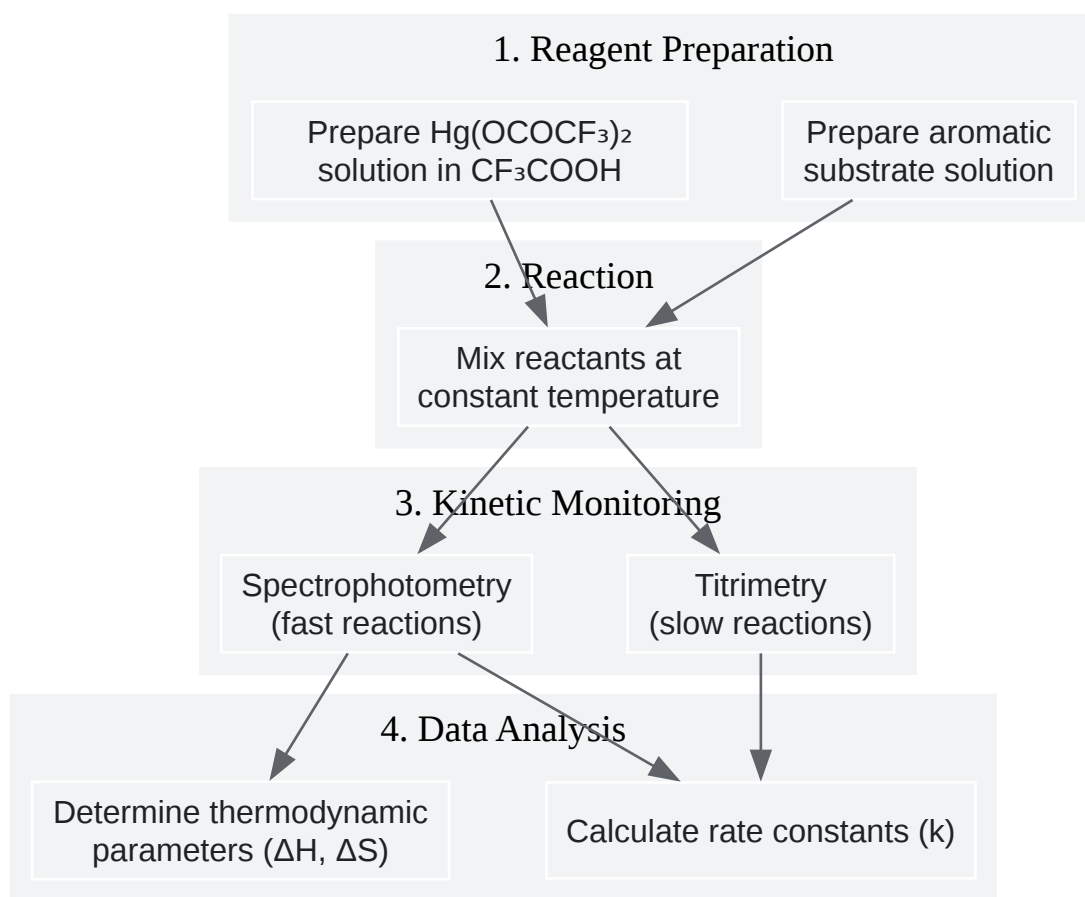 1. Reagent Preparation
Prepare Hg(OCOCF₃)₂
solution in CF₃COOH
Prepare aromatic
substrate solution
2. Reaction
Mix reactants at
constant temperature
3. Kinetic Monitoring
Spectrophotometry
(fast reactions)
Titrimetry
(slow reactions)
4. Data Analysis
Determine thermodynamic
parameters (ΔH, ΔS)
Calculate rate constants (k)